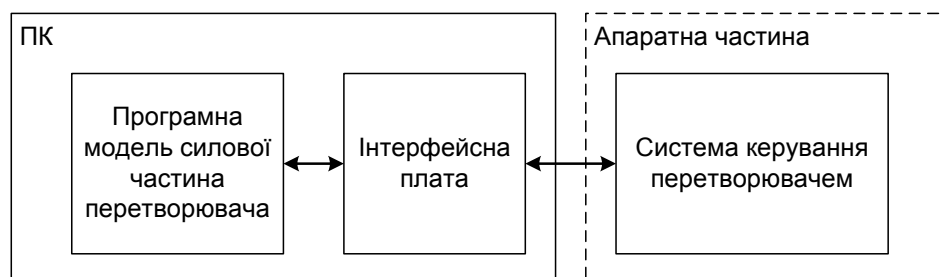 ПК
Апаратна частина
Програмна
модель силової
частина
перетворювача
Інтерфейсна
плата
Система керування
перетворювачем